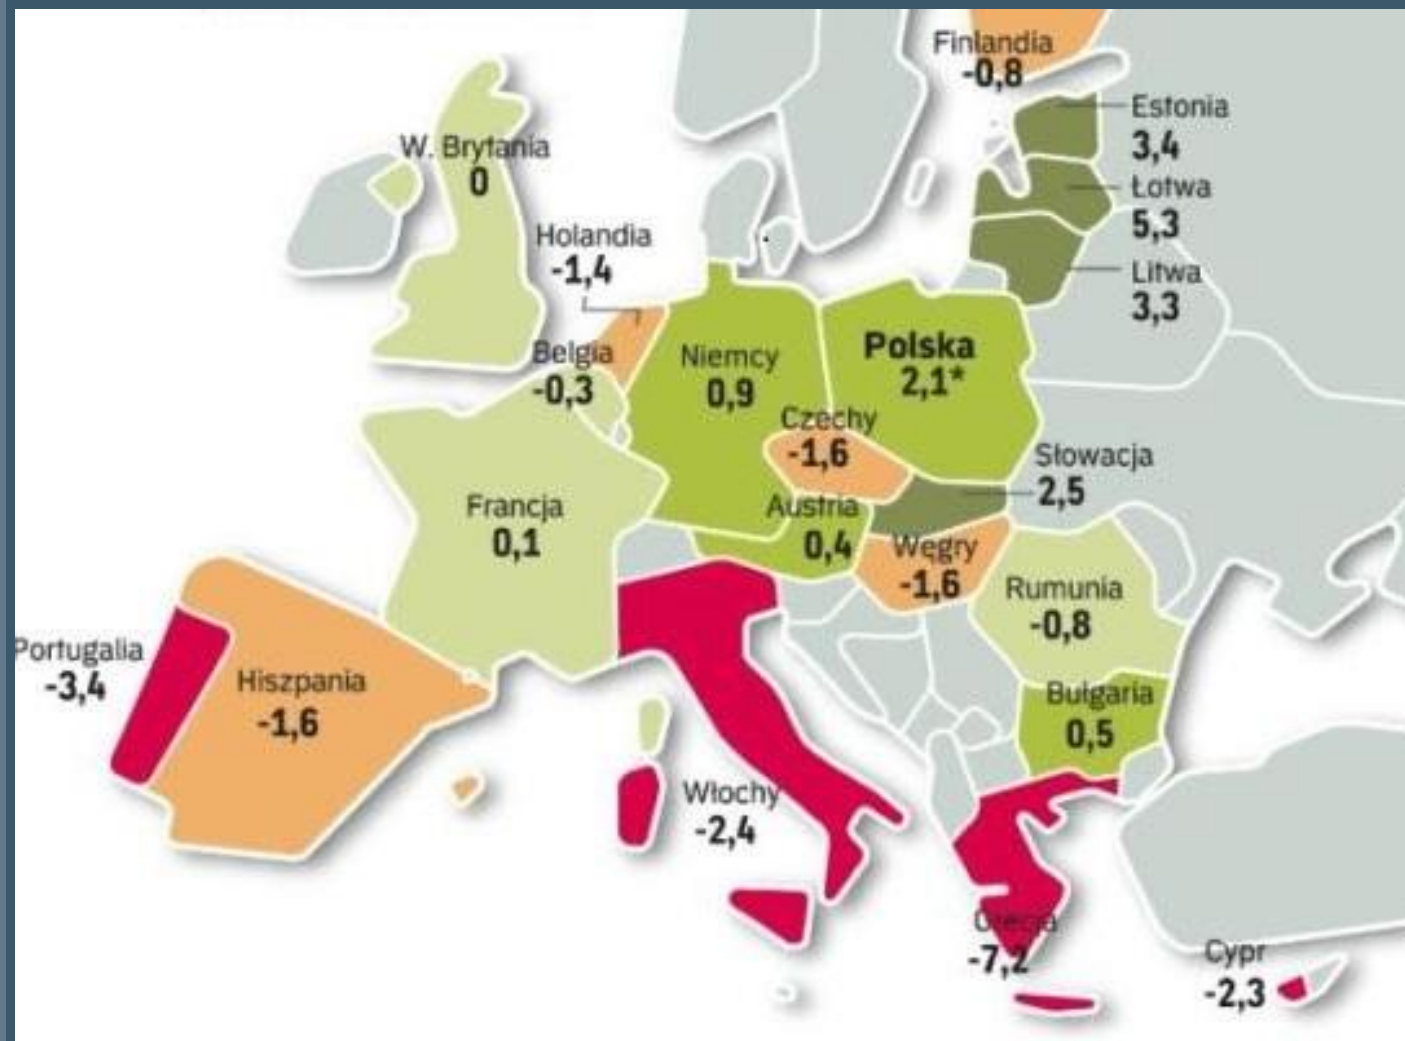 Finlandia
-0,8
Estonia
3,4
W. Brytania
0
Łotwa
5,3
Holandia
-1,4
Litwa
3,3
Belgia
-0,3
Niemcy
0,9
Polska
2,1*
Czechy
-1,6
Słowacja
2,5
Francja
0,1
Austria
0,4
Węgry
-1,6
Rumunia
-0,8
Portugalia
-3,4
Hiszpania
-1,6
Bułgaria
0,5
Włochy
-2,4
Grecja
-7,2
Cypr
-2,3